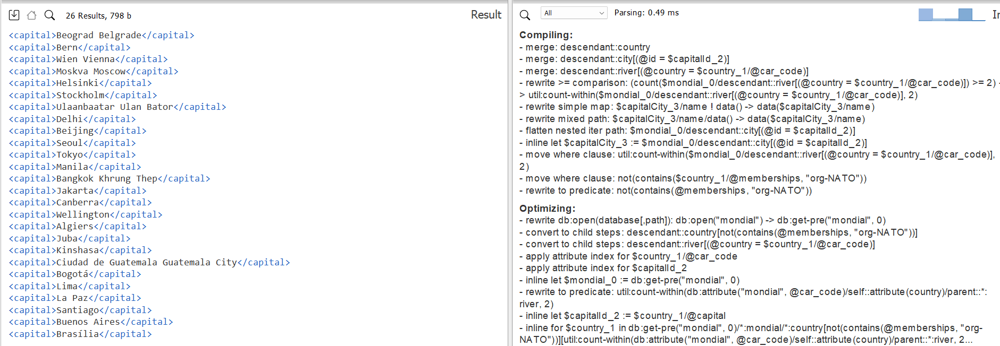 26 Results, 798 b
Result
<capital>Beograd Belgrade</capital>
<capital>Bern</capital>
<capital>Wien Vienna</capital>
<capital>Moskva Moscow</capital>
<capital>Helsinki</capital>
<capital>Stockholm</capital>
<capital>Ulaanbaatar Ulan Bator</capital>
<capital>Delhi</capital>
<capital>Beijing</capital>
<capital>Seoul</capital>
<capital>Tokyo</capital>
<capital>Manila</capital>
<capital>Bangkok Khrung Thep</capital>
<capital>Jakarta</capital>
<capital>Canberra</capital>
<capital>Wellington</capital>
<capital>Algiers</capital>
<capital>Juba</capital>
<capital>Kinshasa</capital>
<capital>Ciudad de Guatemala Guatemala City</capital>
<capital>Bogotá</capital>
<capital>Lima</capital>
<capital>La Paz</capital>
<capital>Santiago</capital>
<capital>Buenos Aires</capital>
<capital>Brasília</capital>
All
Parsing: 0.49 ms
Compiling:
- merge: descendant::country
- merge: descendant::city[(@id = $capitalId_2)]
- merge: descendant::river[(@country = $country_1/@car_code)]
- rewrite >= comparison: (count($mondial_0/descendant::river[(@country = $country_1/@car_code)]) >= 2) -
> util:count-within($mondial_0/descendant::river[(@country = $country_1/@car_code)], 2)
- rewrite simple map: $capitalCity_3/name ! data() -> data($capitalCity_3/name)
- rewrite mixed path: $capitalCity_3/name/data() -> data($capitalCity_3/name)
- flatten nested iter path: $mondial_0/descendant::city[(@id = $capitalId_2)]
- inline let $capitalCity_3 := $mondial_0/descendant::city[(@id = $capitalId_2)]
- move where clause: util:count-within($mondial_0/descendant::river[(@country = $country_1/@car_code)],
2)
- move where clause: not(contains($country_1/@memberships, "org-NATO"))
- rewrite to predicate: not(contains(@memberships, "org-NATO"))
Optimizing:
- rewrite db:open(database[,path]): db:open("mondial") -> db:get-pre("mondial", 0)
- convert to child steps: descendant::country[not(contains(@memberships, "org-NATO"))]
- convert to child steps: descendant::river[(@country = $country_1/@car_code)]
- apply attribute index for $country_1/@car_code
- apply attribute index for $capitalId_2
- inline let $mondial_0 := db:get-pre("mondial", 0)
- rewrite to predicate: util:count-within(db:attribute("mondial", @car_code)/self::attribute(country)/parent::*:
river, 2)
- inline let $capitalId_2 := $country_1/@capital
- inline for $country_1 in db:get-pre("mondial", 0)/*:mondial/*:country[not(contains(@memberships, "org-
NATO"))][util:count-within(db:attribute("mondial", @car_code)/self::attribute(country)/parent::*:river, 2...